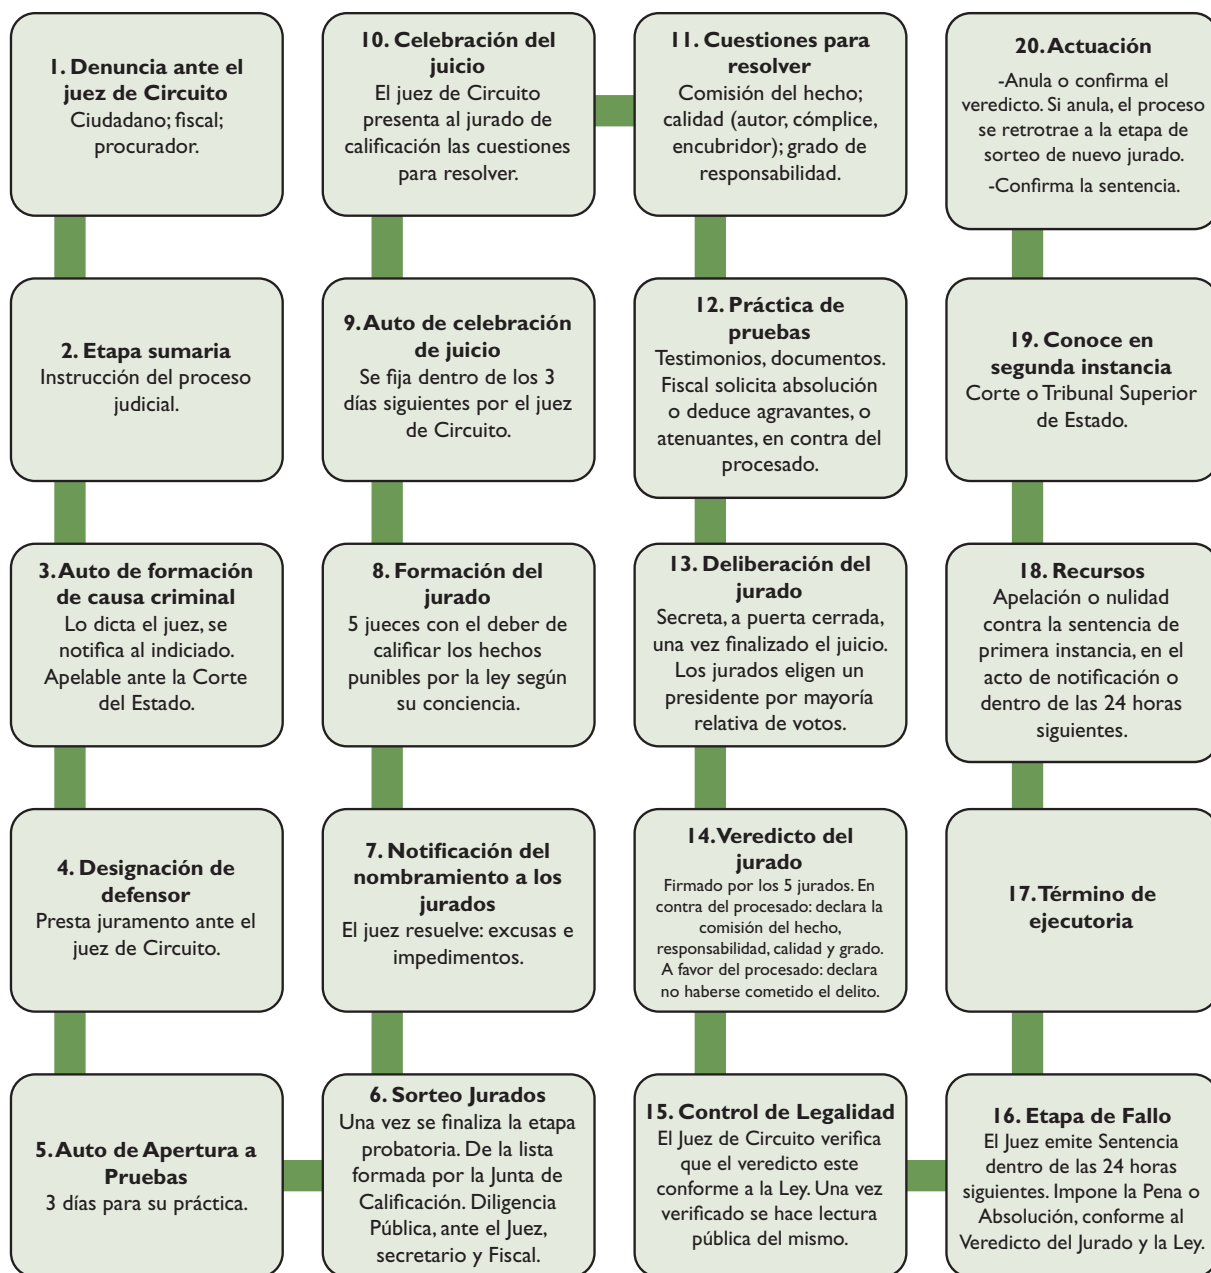 1. Denuncia ante el
juez de Circuito
Ciudadano; fiscal;
procurador.
2. Etapa sumaria
Instrucción del proceso
judicial.
3. Auto de formación
de causa criminal
Lo dicta el juez, se
notifica al indiciado.
Apelable ante la Corte
del Estado.
4. Designación de
defensor
Presta juramento ante el
juez de Circuito.
5. Auto de Apertura a
Pruebas
3 días para su práctica.
6. Sorteo Jurados
Una vez se finaliza la etapa
probatoria. De la lista
formada por la Junta de
Calificación. Diligencia
Pública, ante el Juez,
secretario y Fiscal.
7. Notificación del
nombramiento a los
jurados
El juez resuelve: excusas e
impedimentos.
8. Formación del
jurado
5 jueces con el deber de
calificar los hechos
punibles por la ley según
su conciencia.
9. Auto de celebración
de juicio
Se fija dentro de los 3
días siguientes por el juez
de Circuito.
10. Celebración del
juicio
El juez de Circuito
presenta al jurado de
calificación las cuestiones
para resolver.
11. Cuestiones para
resolver
Comisión del hecho;
calidad (autor, cómplice,
encubridor); grado de
responsabilidad.
12. Práctica de
pruebas
Testimonios, documentos.
Fiscal solicita absolución
o deduce agravantes, o
atenuantes, en contra del
procesado.
13. Deliberación del
jurado
Secreta, a puerta cerrada,
una vez finalizado el juicio.
Los jurados eligen un
presidente por mayoría
relativa de votos.
14. Veredicto del
jurado
Firmado por los 5 jurados. En
contra del procesado: declara la
comisión del hecho,
responsabilidad, calidad y grado.
A favor del procesado: declara
no haberse cometido el delito.
15. Control de Legalidad
El Juez de Circuito verifica
que el veredicto este
conforme a la Ley. Una vez
verificado se hace lectura
pública del mismo.
16. Etapa de Fallo
El Juez emite Sentencia
dentro de las 24 horas
siguientes. Impone la Pena o
Absolución, conforme al
Veredicto del Jurado y la Ley.
17. Término de
ejecutoria
18. Recursos
Apelación o nulidad
contra la sentencia de
primera instancia, en el
acto de notificación o
dentro de las 24 horas
siguientes.
19. Conoce en
segunda instancia
Corte o Tribunal Superior
de Estado.
20. Actuación
-Anula o confirma el
veredicto. Si anula, el proceso
se retrotrae a la etapa de
sorteo de nuevo jurado.
-Confirma la sentencia.